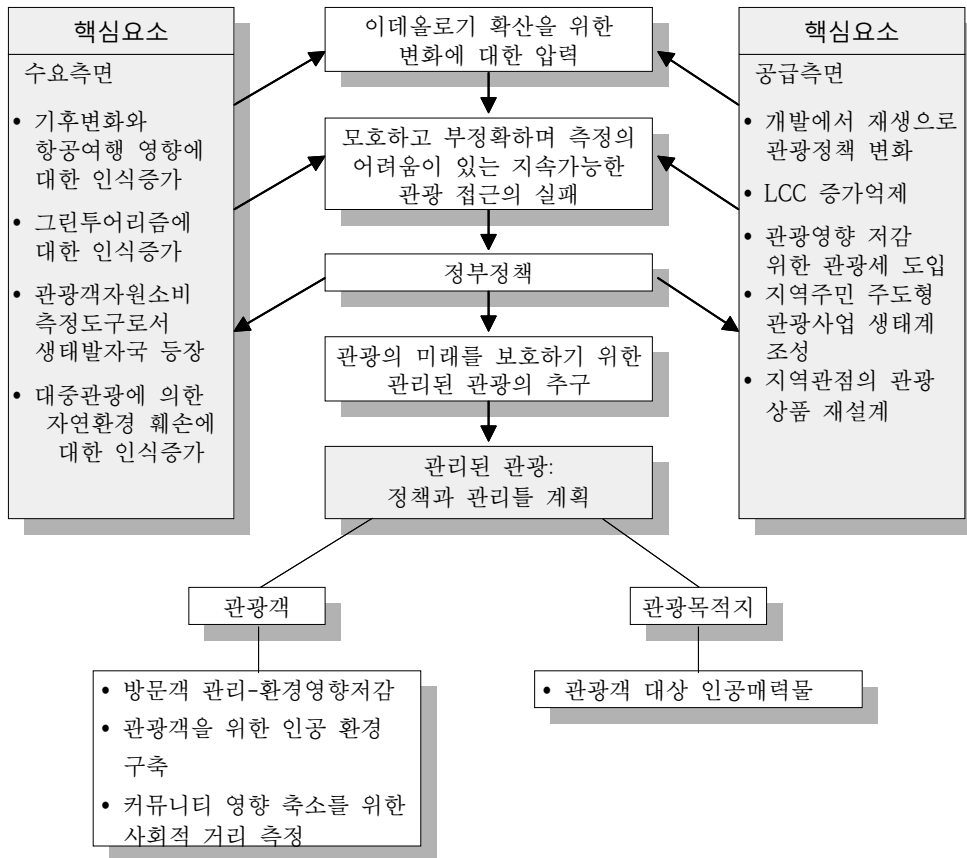 핵심요소
수요측면
• 기후변화와
항공여행 영향에
대한 인식증가
• 그린투어리즘에
대한 인식증가
• 관광객자원소비
측정도구로서
생태발자국 등장
• 대중관광에 의한
자연환경 훼손에
대한 인식증가
이데올로기 확산을 위한
변화에 대한 압력
모호하고 부정확하며 측정의
어려움이 있는 지속가능한
관광 접근의 실패
정부정책
관광의 미래를 보호하기 위한
관리된 관광의 추구
관리된 관광:
정책과 관리틀 계획
핵심요소
공급측면
• 개발에서 재생으로
관광정책 변화
• LCC 증가억제
• 관광영향 저감
위한 관광세 도입
• 지역주민 주도형
관광사업 생태계
조성
• 지역관점의 관광
상품 재설계
관광객
• 방문객 관리-환경영향저감
• 관광객을 위한 인공 환경
구축
• 커뮤니티 영향 축소를 위한
사회적 거리 측정
관광목적지
• 관광객 대상 인공매력물